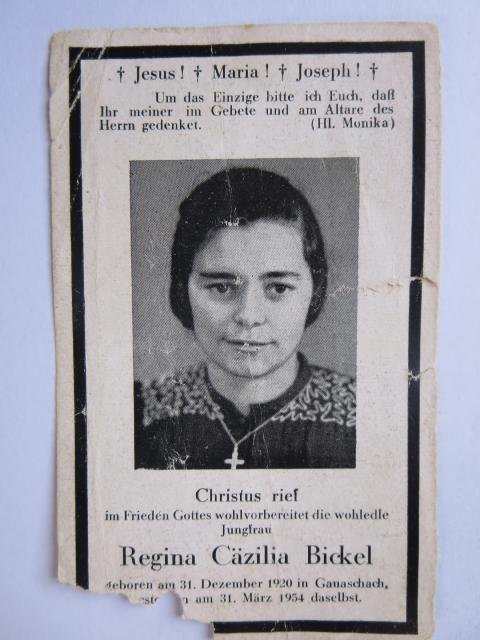 † Jesus! † Maria! † Joseph! †
Um das Einzige bitte ich Euch, daß
Ihr meiner im Gebete und am Altare des
Herrn gedenket. (Hl. Monika)
Christus rief
im Frieden Gottes wohlvorbereitet die wohledle
Jungfrau
Regina Cäzilia Bickel
geboren am 31. Dezember 1920 in Gauaschach,
am 31. März 1954 daselbst.